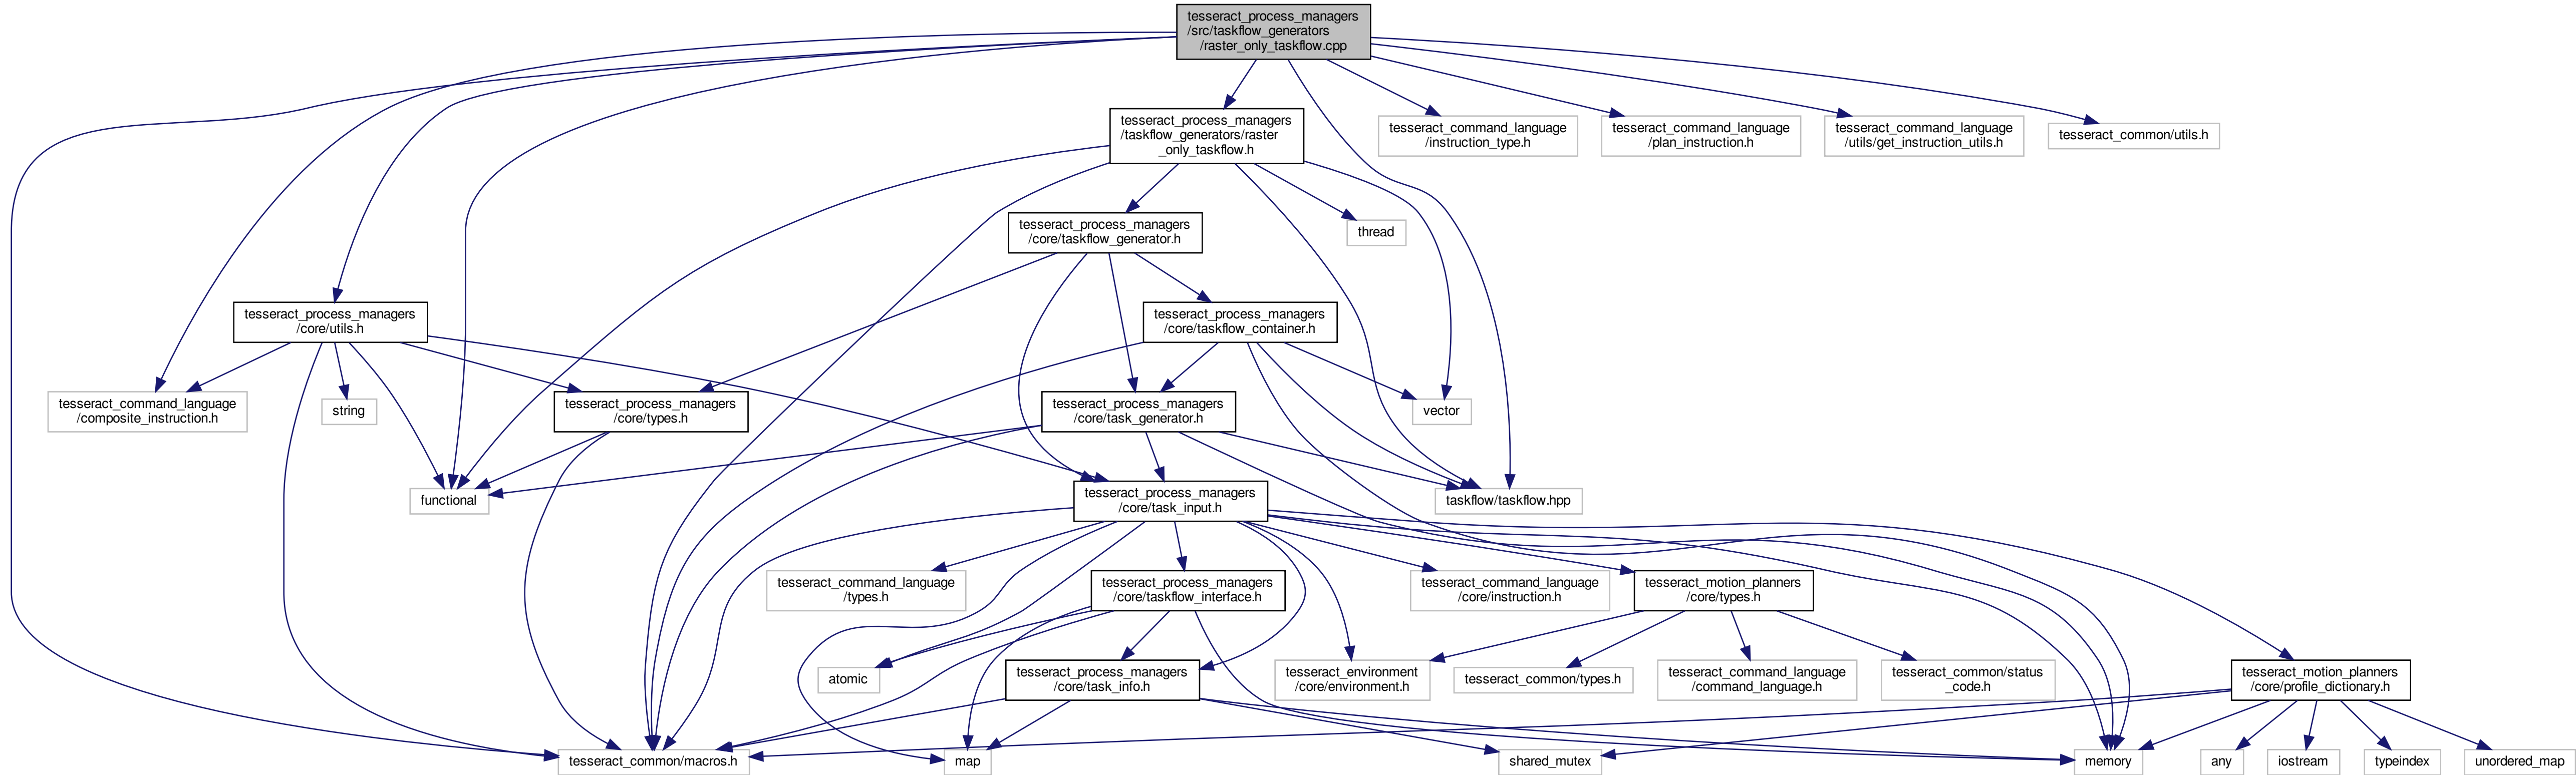 tesseract_process_managers
/src/taskflow_generators
/raster_only_taskflow.cpp
tesseract_process_managers
/taskflow_generators/raster
_only_taskflow.h
tesseract_command_language
/instruction_type.h
tesseract_command_language
/plan_instruction.h
tesseract_command_language
/utils/get_instruction_utils.h
tesseract_common/utils.h
tesseract_process_managers
/core/taskflow_generator.h
thread
tesseract_process_managers
/core/utils.h
tesseract_process_managers
/core/taskflow_container.h
tesseract_command_language
/composite_instruction.h
string
tesseract_process_managers
/core/types.h
tesseract_process_managers
/core/task_generator.h
vector
functional
tesseract_process_managers
/core/task_input.h
taskflow/taskflow.hpp
tesseract_command_language
/types.h
tesseract_process_managers
/core/taskflow_interface.h
tesseract_command_language
/core/instruction.h
tesseract_motion_planners
/core/types.h
atomic
tesseract_process_managers
/core/task_info.h
tesseract_environment
/core/environment.h
tesseract_common/types.h
tesseract_command_language
/command_language.h
tesseract_common/status
_code.h
tesseract_motion_planners
/core/profile_dictionary.h
tesseract_common/macros.h
map
shared_mutex
memory
any
iostream
typeindex
unordered_map